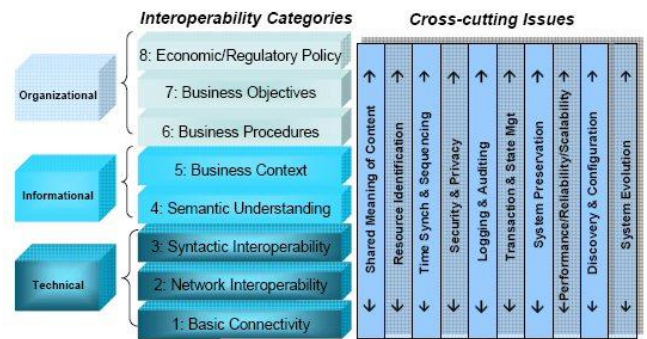 Interoperability Categories
Cross-cutting Issues
Organizational
8: Economic/Regulatory Policy
7: Business Objectives
6: Business Procedures
Informational
5: Business Context
4: Semantic Understanding
Technical
3: Syntactic Interoperability
2: Network Interoperability
1: Basic Connectivity
Shared Meaning of Content
Resource Identification
Time Synch & Sequencing
Security & Privacy
Logging & Auditing
Transaction & State Mgt
System Preservation
Performance/Reliability/Scalability
Discovery & Configuration
System Evolution